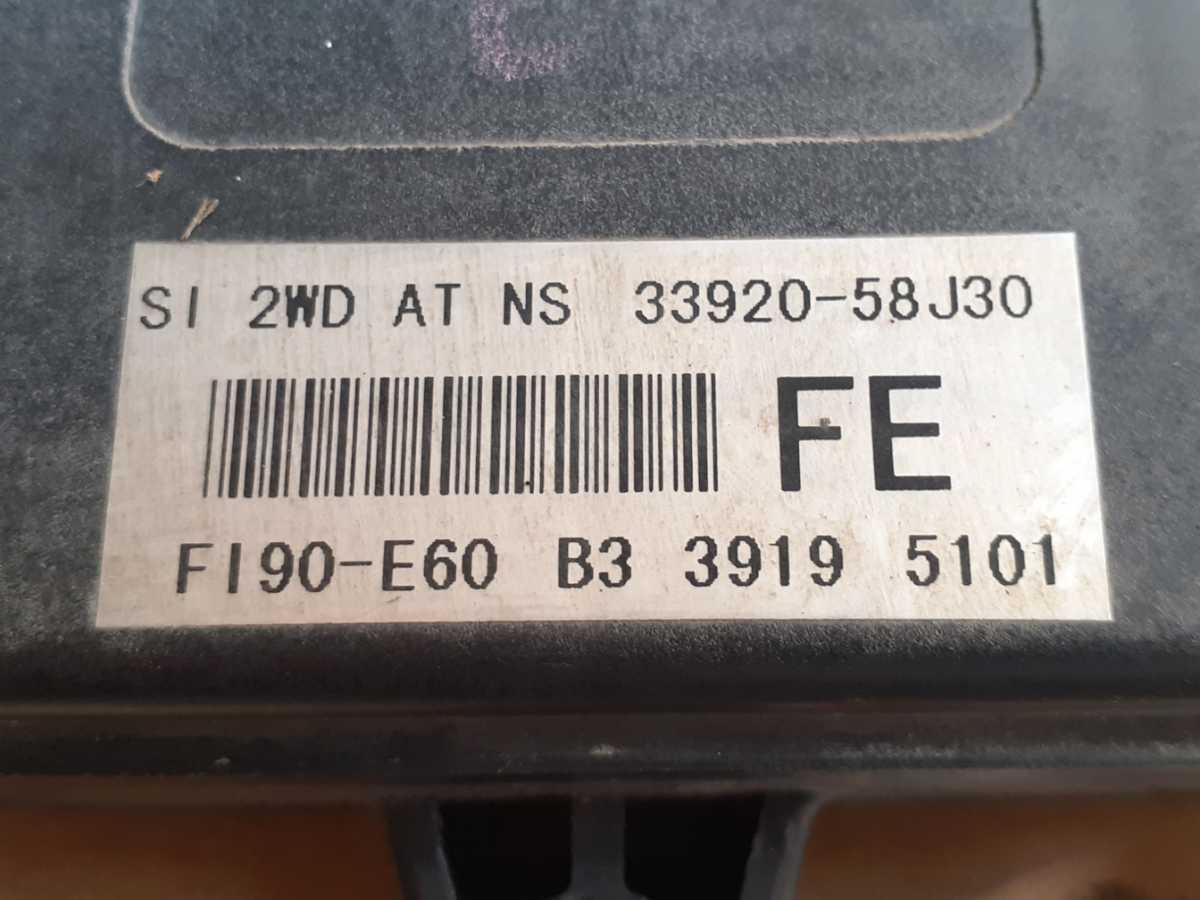 SI 2WD AT NS 33920-58J30
FE
FI90-E60 B3 3919 5101